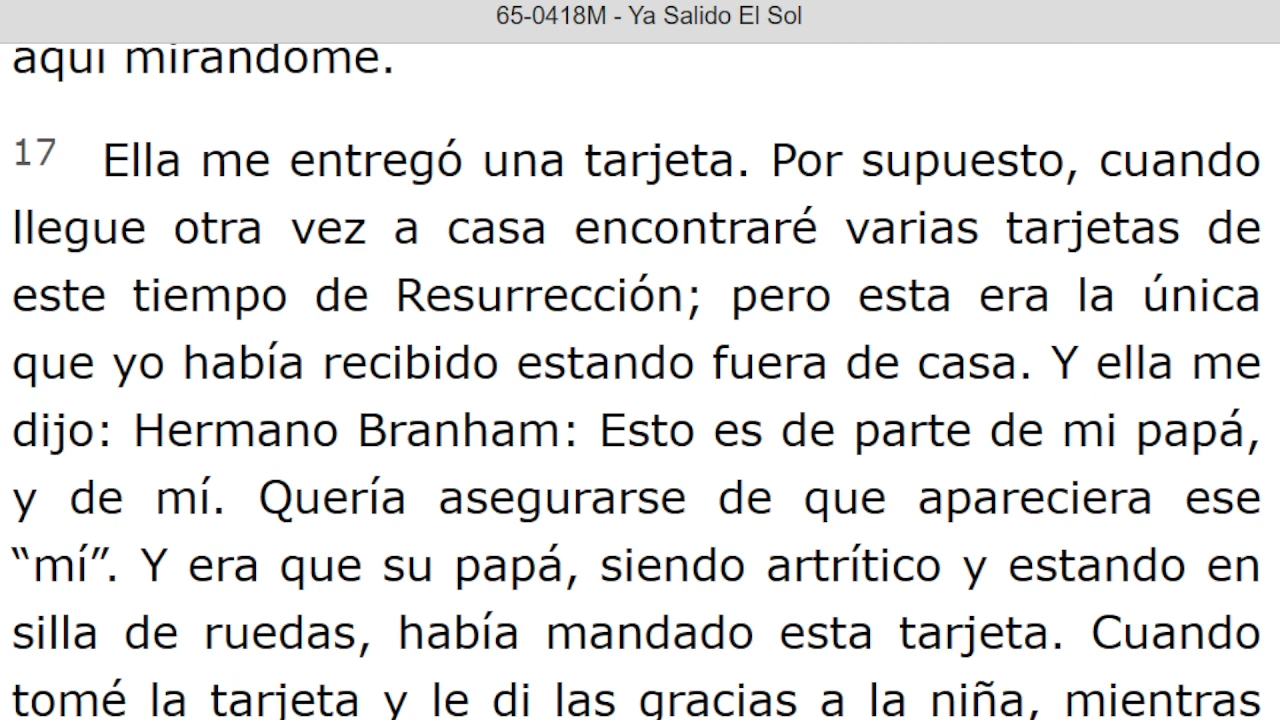 65-0418M - Ya Salido El Sol
aquí mirándome.
17 Ella me entregó una tarjeta. Por supuesto, cuando
llegue otra vez a casa encontraré varias tarjetas de
este tiempo de Resurrección; pero esta era la única
que yo había recibido estando fuera de casa. Y ella me
dijo: Hermano Branham: Esto es de parte de mi papá,
y de mí. Quería asegurarse de que apareciera ese
“mí”. Y era que su papá, siendo artrítico y estando en
silla de ruedas, había mandado esta tarjeta. Cuando
tomé la tarjeta y le di las gracias a la niña, mientras